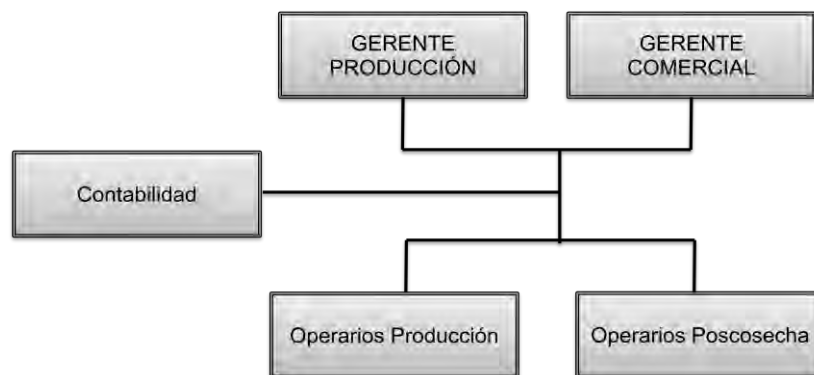 GERENTE
PRODUCCIÓN
GERENTE
COMERCIAL
Contabilidad
Operarios Producción
Operarios Poscosecha